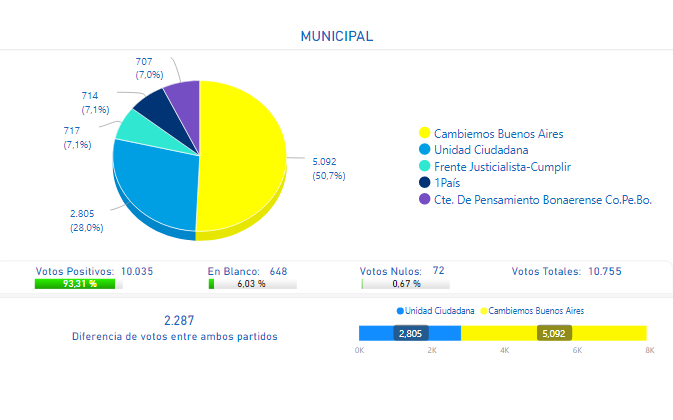 MUNICIPAL
707
(7,0%)
714
(7,1%)
717
(7,1%)
2.805
(28,0%)
5.092
(50,7%)
Cambiemos Buenos Aires
Unidad Ciudadana
Frente Justicialista-Cumplir
1País
Cte. De Pensamiento Bonaerense Co.Pe.Bo.
Votos Positivos: 10.035
93,31 %
En Blanco: 648
6,03 %
Votos Nulos: 72
0,67 %
Votos Totales: 10.755
2.287
Diferencia de votos entre ambos partidos
Unidad Ciudadana Cambiemos Buenos Aires
2,805 5,092
0K 2K 4K 6K 8K